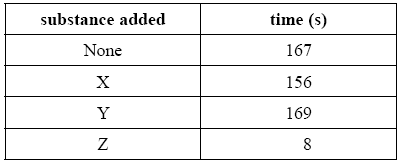 substance added time (s)
None 167
X 156
Y 169
Z 8